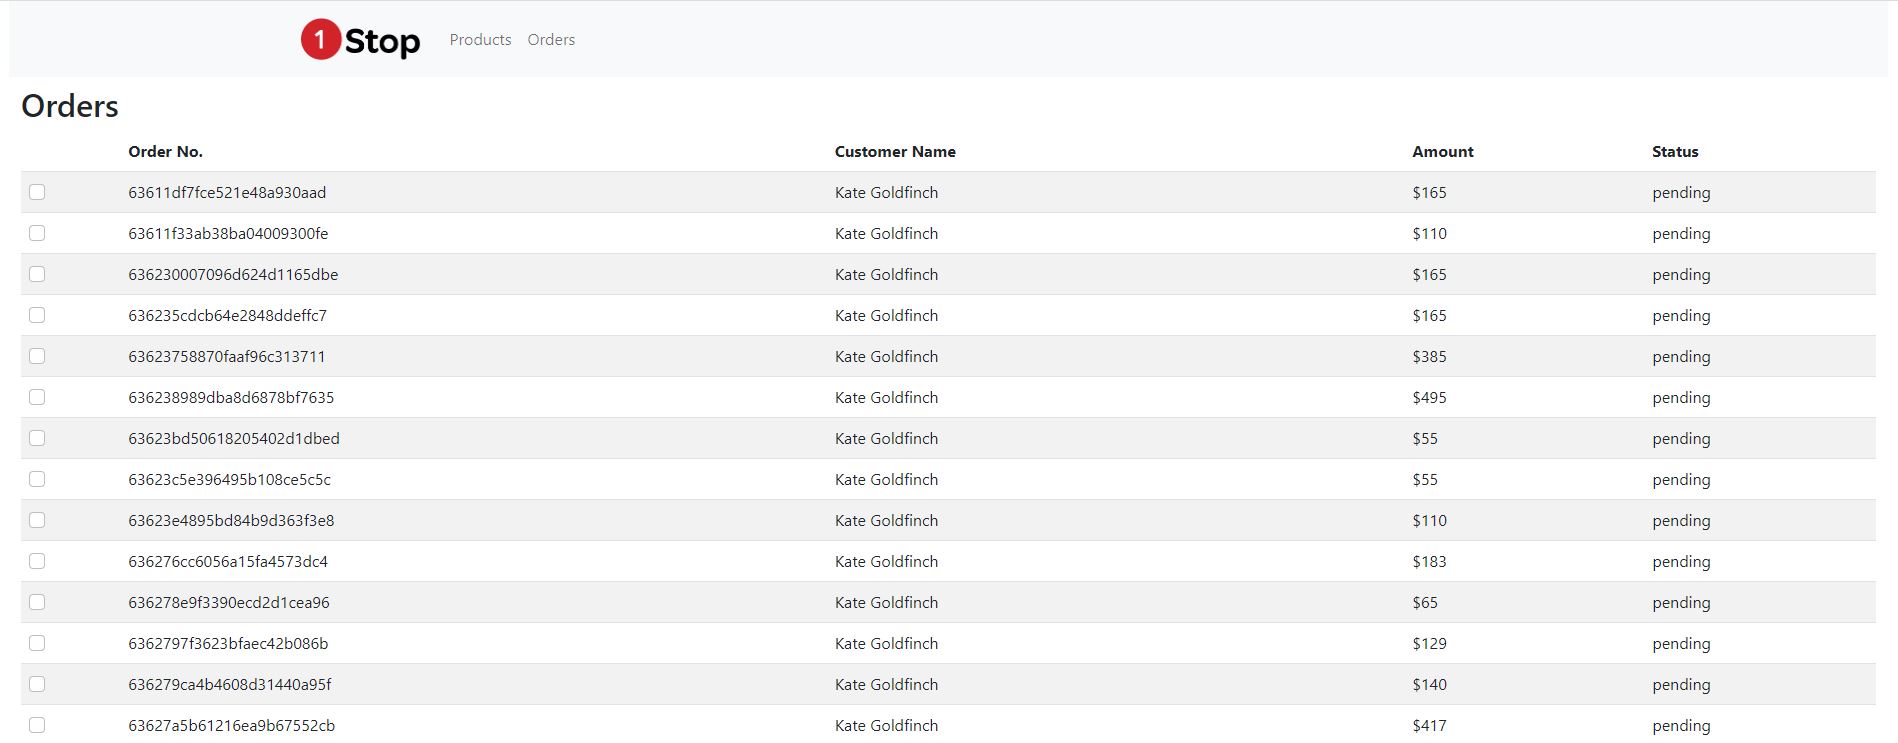 1 Stop Products Orders
Orders
Order No. Customer Name Amount Status
63611df7fce521e48a930aad Kate Goldfinch $165 pending
63611f33ab38ba04009300fe Kate Goldfinch $110 pending
636230007096d624d1165dbe Kate Goldfinch $165 pending
636235cdcb64e2848ddeffc7 Kate Goldfinch $165 pending
63623758870faaf96c313711 Kate Goldfinch $385 pending
636238989dba8d6878bf7635 Kate Goldfinch $495 pending
63623bd50618205402d1dbed Kate Goldfinch $55 pending
63623c5e396495b108ce5c5c Kate Goldfinch $55 pending
63623e4895bd84b9d363f3e8 Kate Goldfinch $110 pending
636276cc6056a15fa4573dc4 Kate Goldfinch $183 pending
636278e9f3390ecd2d1cea96 Kate Goldfinch $65 pending
6362797f3623bfaec42b086b Kate Goldfinch $129 pending
636279ca4b4608d31440a95f Kate Goldfinch $140 pending
63627a5b61216ea9b67552cb Kate Goldfinch $417 pending